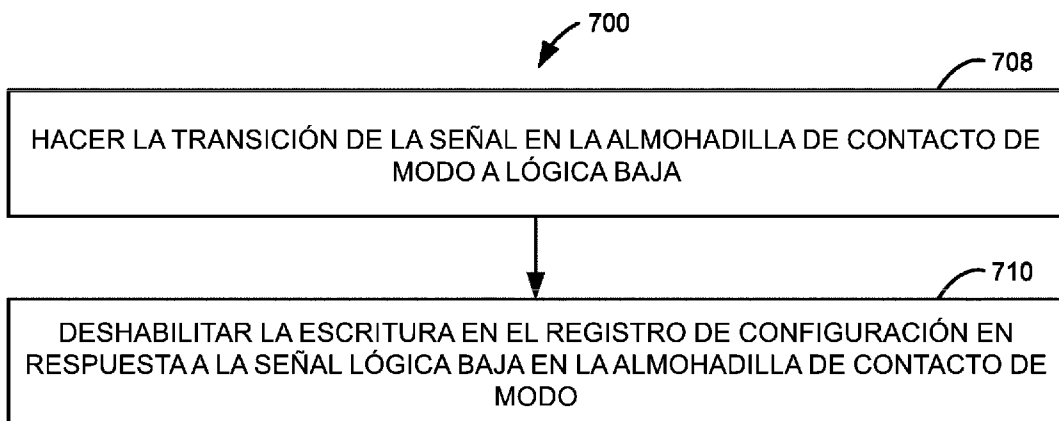 700
708
HACER LA TRANSICIÓN DE LA SEÑAL EN LA ALMOHADILLA DE CONTACTO DE
MODO A LÓGICA BAJA
710
DESHABILITAR LA ESCRITURA EN EL REGISTRO DE CONFIGURACIÓN EN
RESPUESTA A LA SEÑAL LÓGICA BAJA EN LA ALMOHADILLA DE CONTACTO DE
MODO